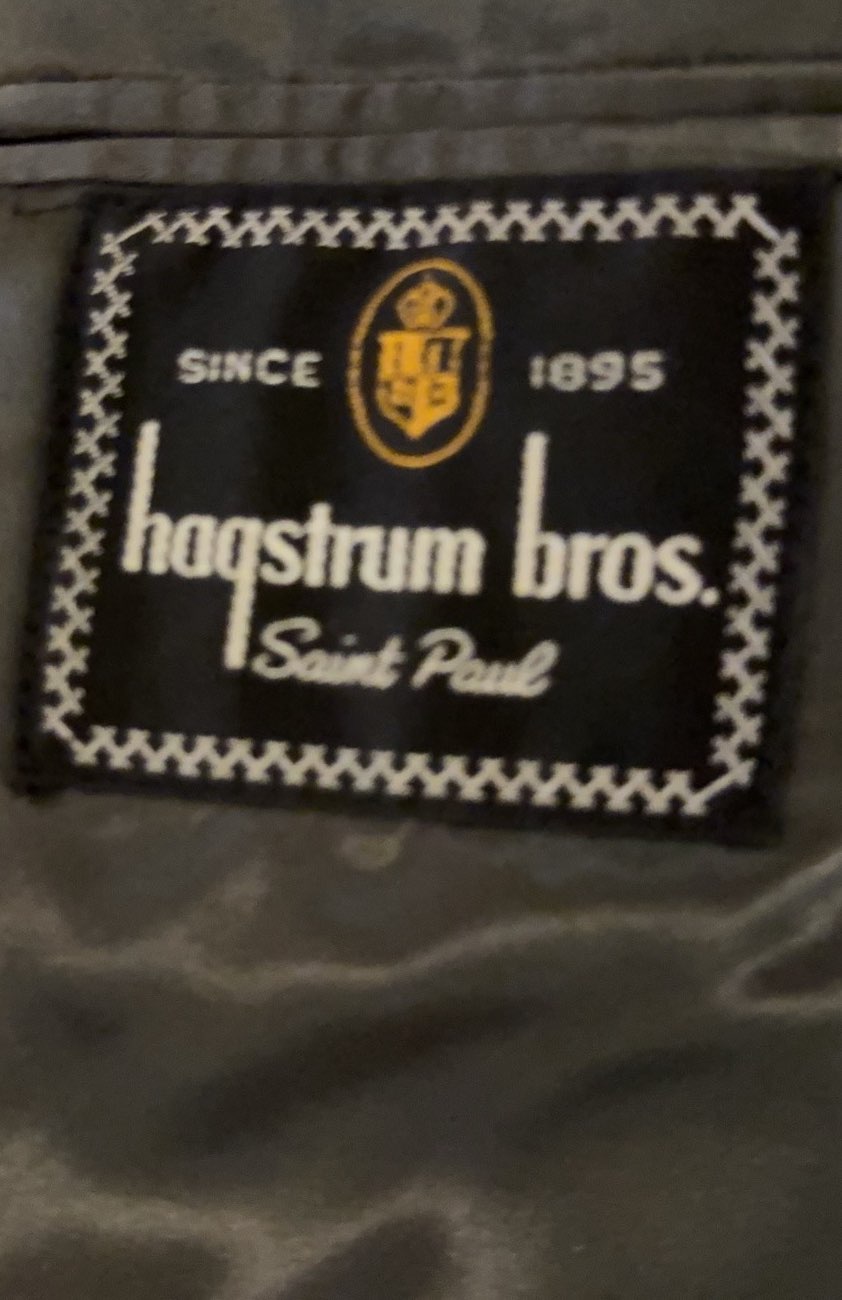 SINCE 1895
hagstrum bros.
Saint Paul